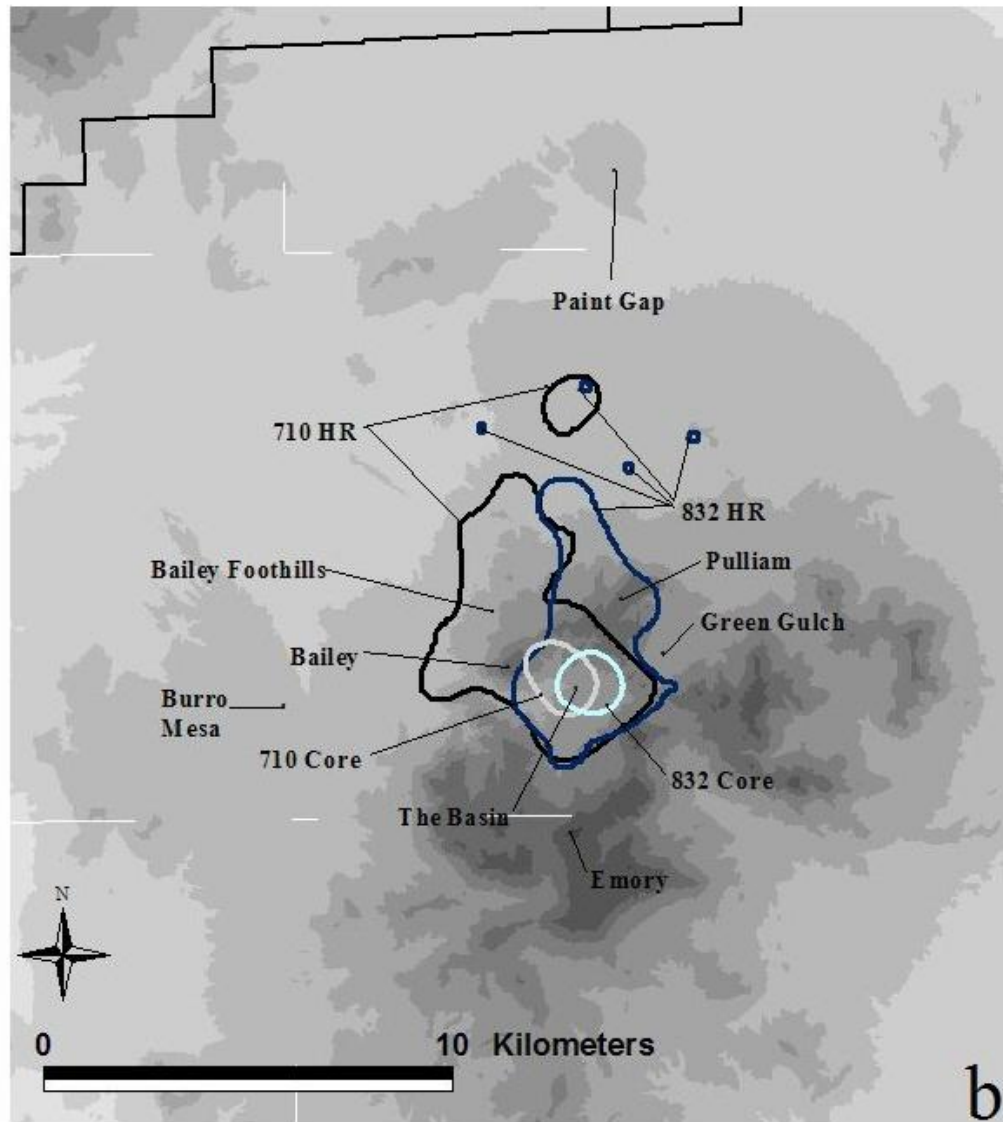 Paint Gap
710 HR
832 HR
Bailey Foothills
Pulliam
Green Gulch
Bailey
Burro
Mesa
710 Core
832 Core
The Basin
Emory
N
0
10 Kilometers
b